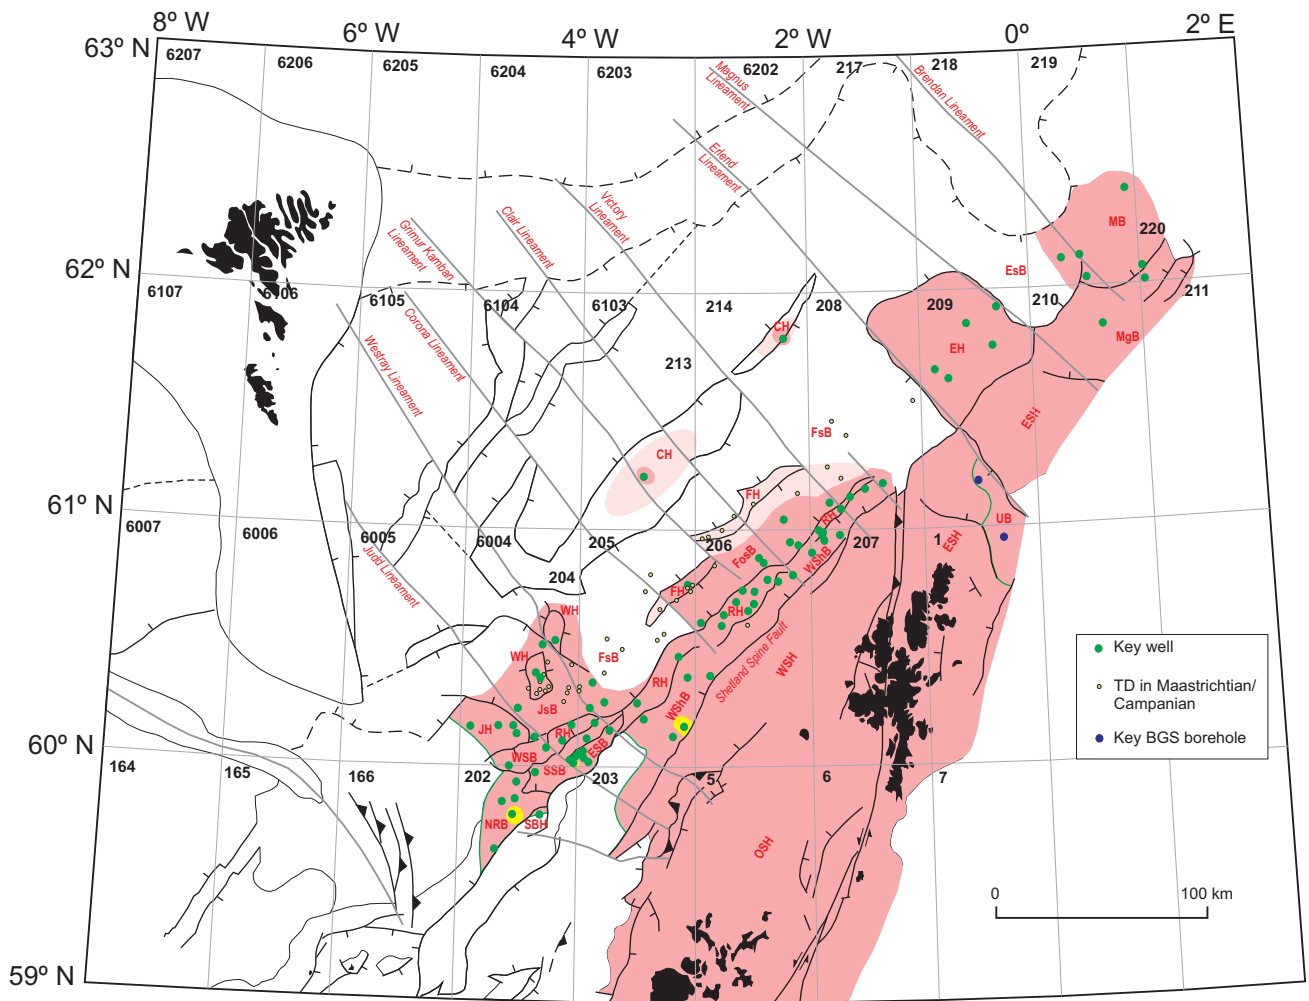 8º W
6º W
4º W
2º W
0º
2º E
63º N
6207
6206
6205
6204
6203
6202
217
218
219
Magnus
Lineament
Brendan Lineament
Erlend
Lineament
Victory
Lineament
Clair Lineament
Grimur Kamban
Lineament
MB
220
EsB
62º N
6107
6106
6105
6104
6103
214
208
209
210
211
Corona Lineament
Westray Lineament
CH
EH
MgB
213
ESH
FsB
CH
61º N
6007
6006
6005
6004
205
206
207
1
FH
RH
UB
ESH
FosB
WShB
Judd Lineament
204
FH
RH
WH
Shetland Spine Fault
WSH
WH
FsB
RH
WShB
JsB
JH
RH
60º N
WSB
ESB
SSB
164
165
166
202
203
5
6
7
NRB
SBH
OSH
Key well
TD in Maastrichtian/
Campanian
Key BGS borehole
0
100 km
59º N